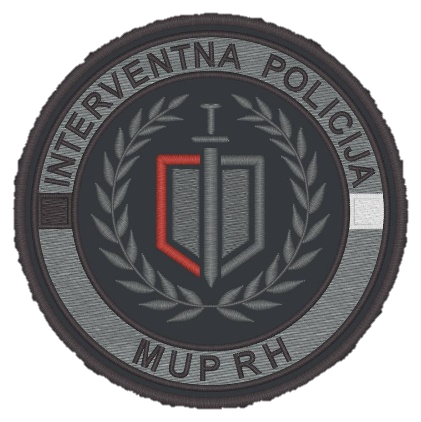 INTERVENTNA POLICIJA
MUP RH